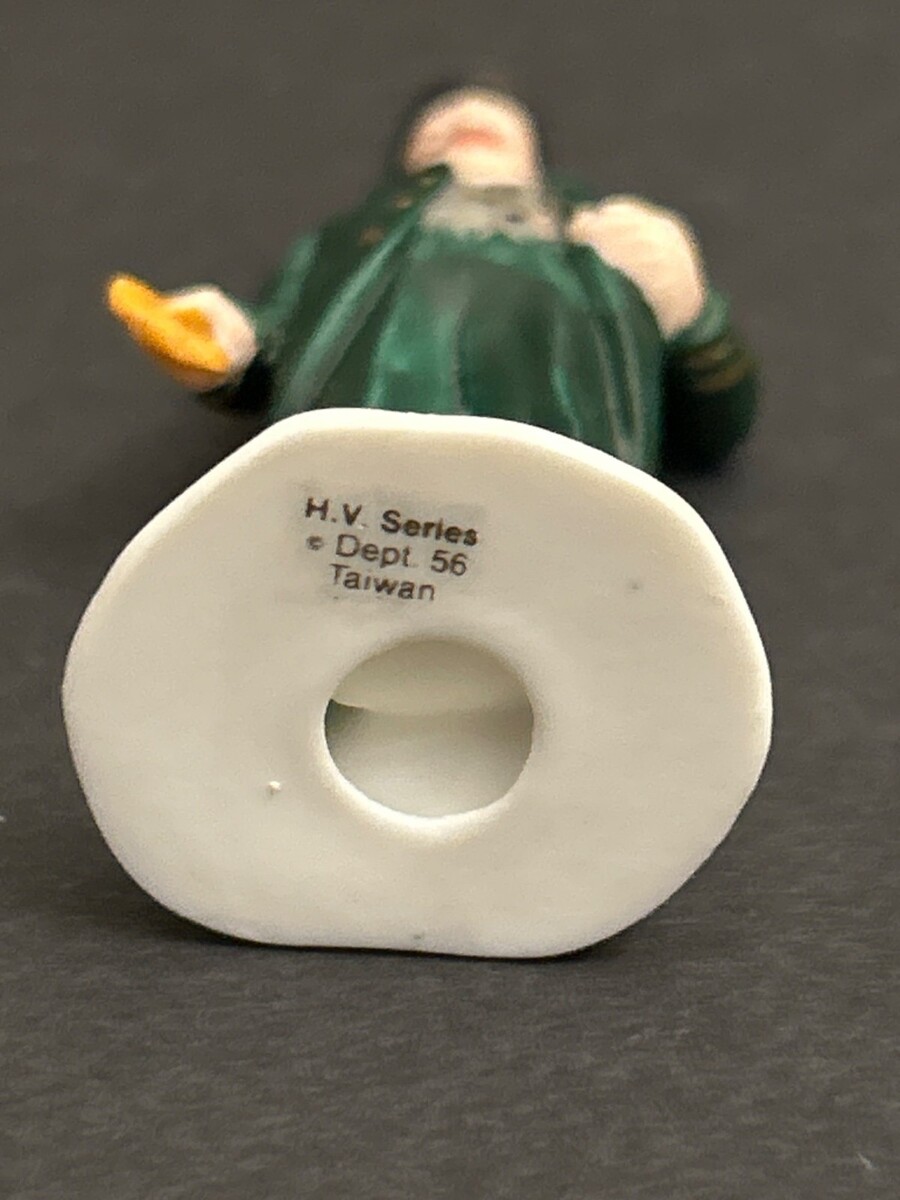 H.V. Series
© Dept. 56
Taiwan